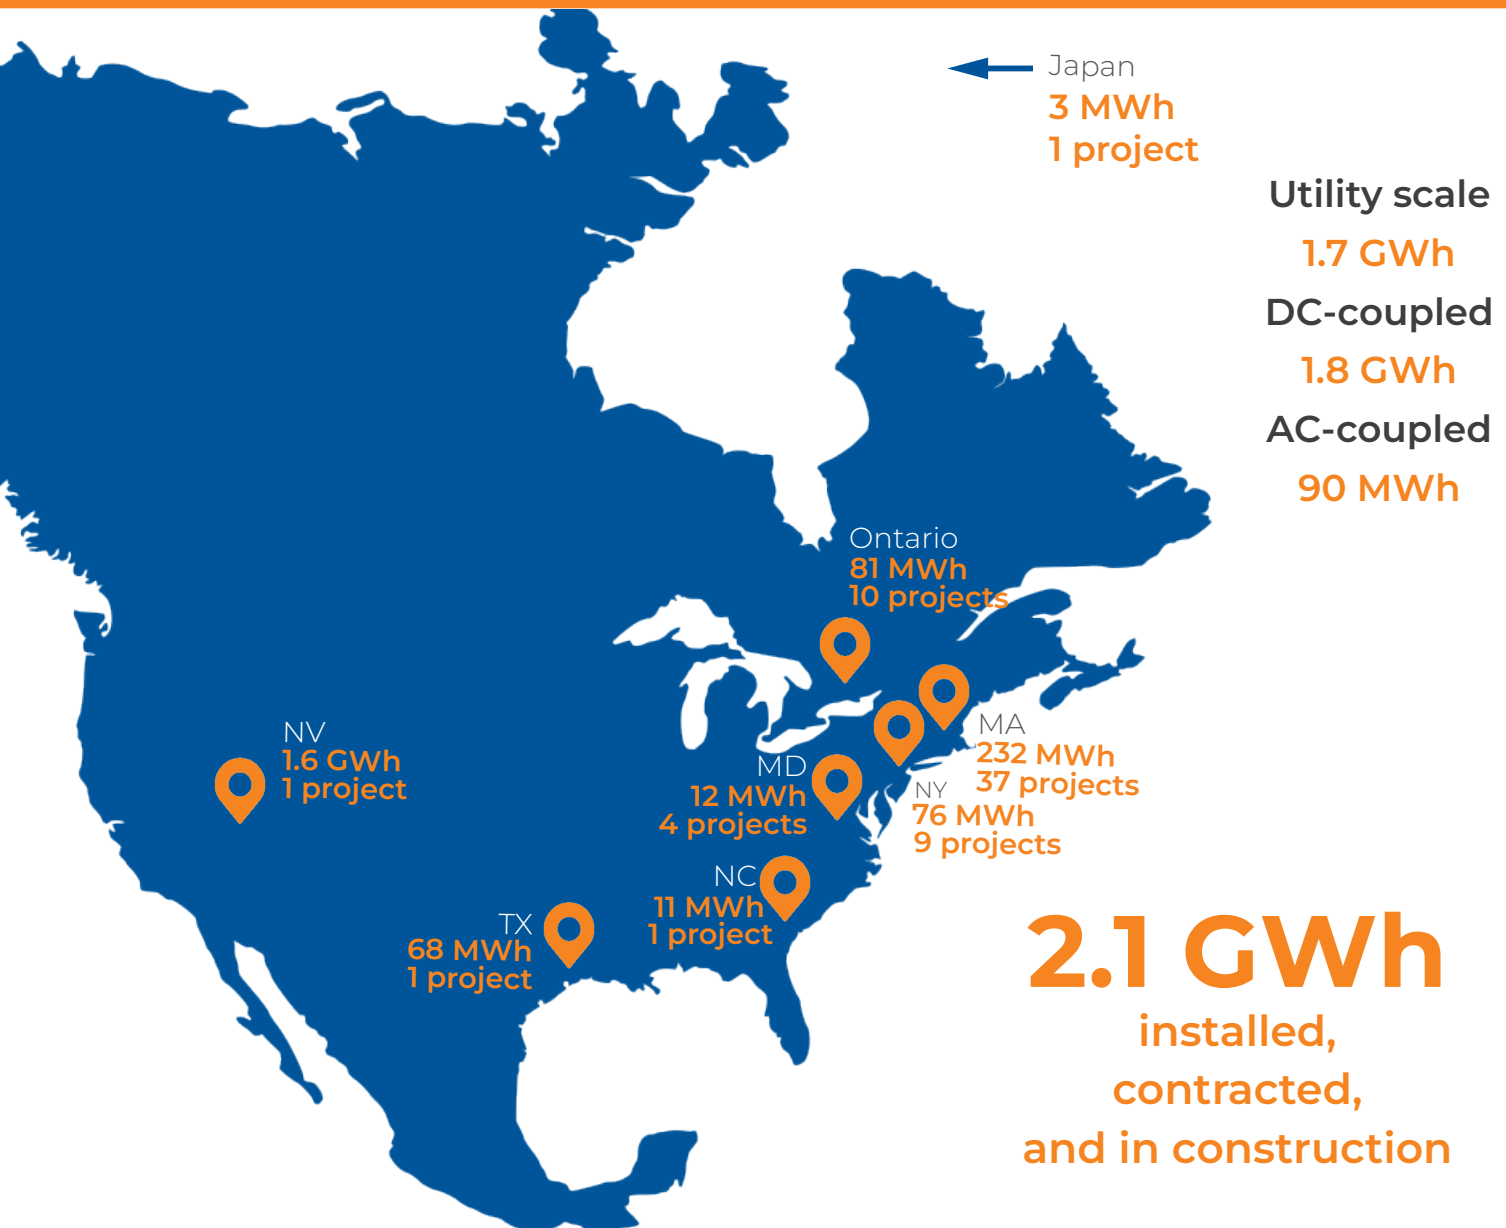 Japan
3 MWh
1 project
Utility scale
1.7 GWh
DC-coupled
1.8 GWh
AC-coupled
90 MWh
Ontario
81 MWh
10 projects
NV
1.6 GWh
1 project
MA
232 MWh
37 projects
MD
12 MWh
4 projects
NY
76 MWh
9 projects
NC
11 MWh
1 project
TX
68 MWh
1 project
2.1 GWh
installed,
contracted,
and in construction